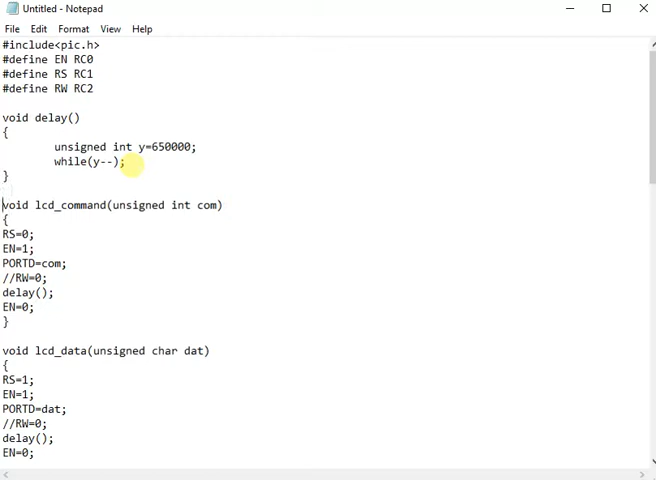 Untitled - Notepad
File Edit Format View Help
#include<pic.h>
#define EN RC0
#define RS RC1
#define RW RC2
void delay()
{
unsigned int y=650000;
while(y--);
}
void lcd_command(unsigned int com)
{
RS=0;
EN=1;
PORTD=com;
//RW=0;
delay();
EN=0;
}
void lcd_data(unsigned char dat)
{
RS=1;
EN=1;
PORTD=dat;
//RW=0;
delay();
EN=0;